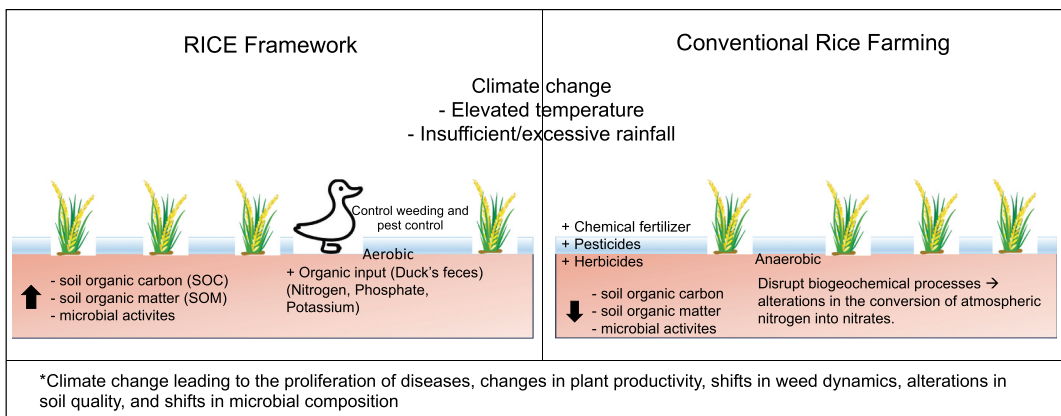 RICE Framework
Conventional Rice Farming
Climate change
- Elevated temperature
- Insufficient/excessive rainfall
Control weeding and
pest control
Aerobic
+ Organic input (Duck's feces)
(Nitrogen, Phosphate,
Potassium)
- soil organic carbon (SOC)
- soil organic matter (SOM)
- microbial activites
+ Chemical fertilizer
+ Pesticides
+ Herbicides
Anaerobic
Disrupt biogeochemical processes →
alterations in the conversion of atmospheric
nitrogen into nitrates.
- soil organic carbon
- soil organic matter
- microbial activites
*Climate change leading to the proliferation of diseases, changes in plant productivity, shifts in weed dynamics, alterations in
soil quality, and shifts in microbial composition